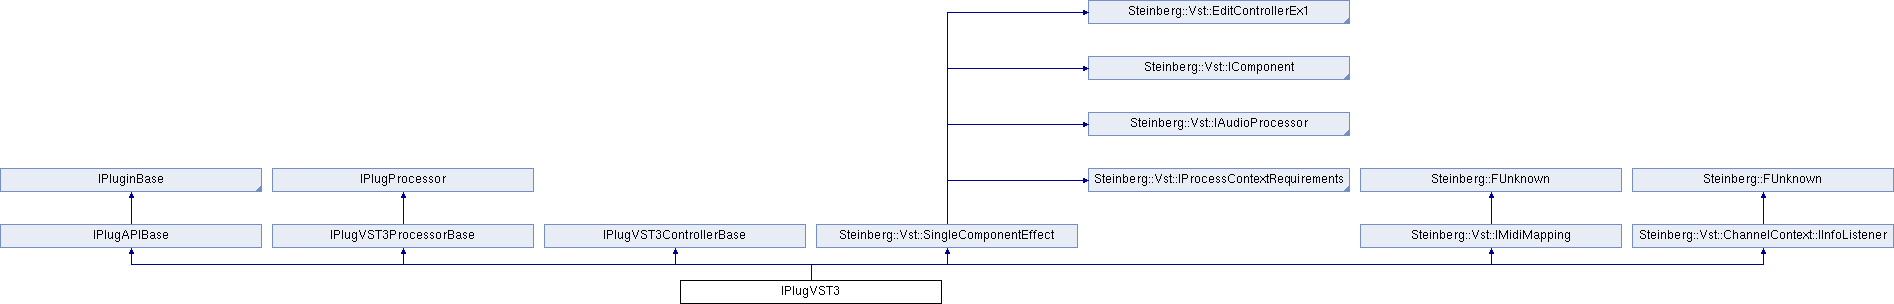 Steinberg::Vst::EditControllerEx1
Steinberg::Vst::IComponent
Steinberg::Vst::IAudioProcessor
IPluginBase
IPlugProcessor
Steinberg::Vst::IProcessContextRequirements
Steinberg::FUnknown
Steinberg::FUnknown
IPlugAPIBase
IPlugVST3ProcessorBase
IPlugVST3ControllerBase
Steinberg::Vst::SingleComponentEffect
Steinberg::Vst::IMidiMapping
Steinberg::Vst::ChannelContext::IInfoListener
IPlugVST3